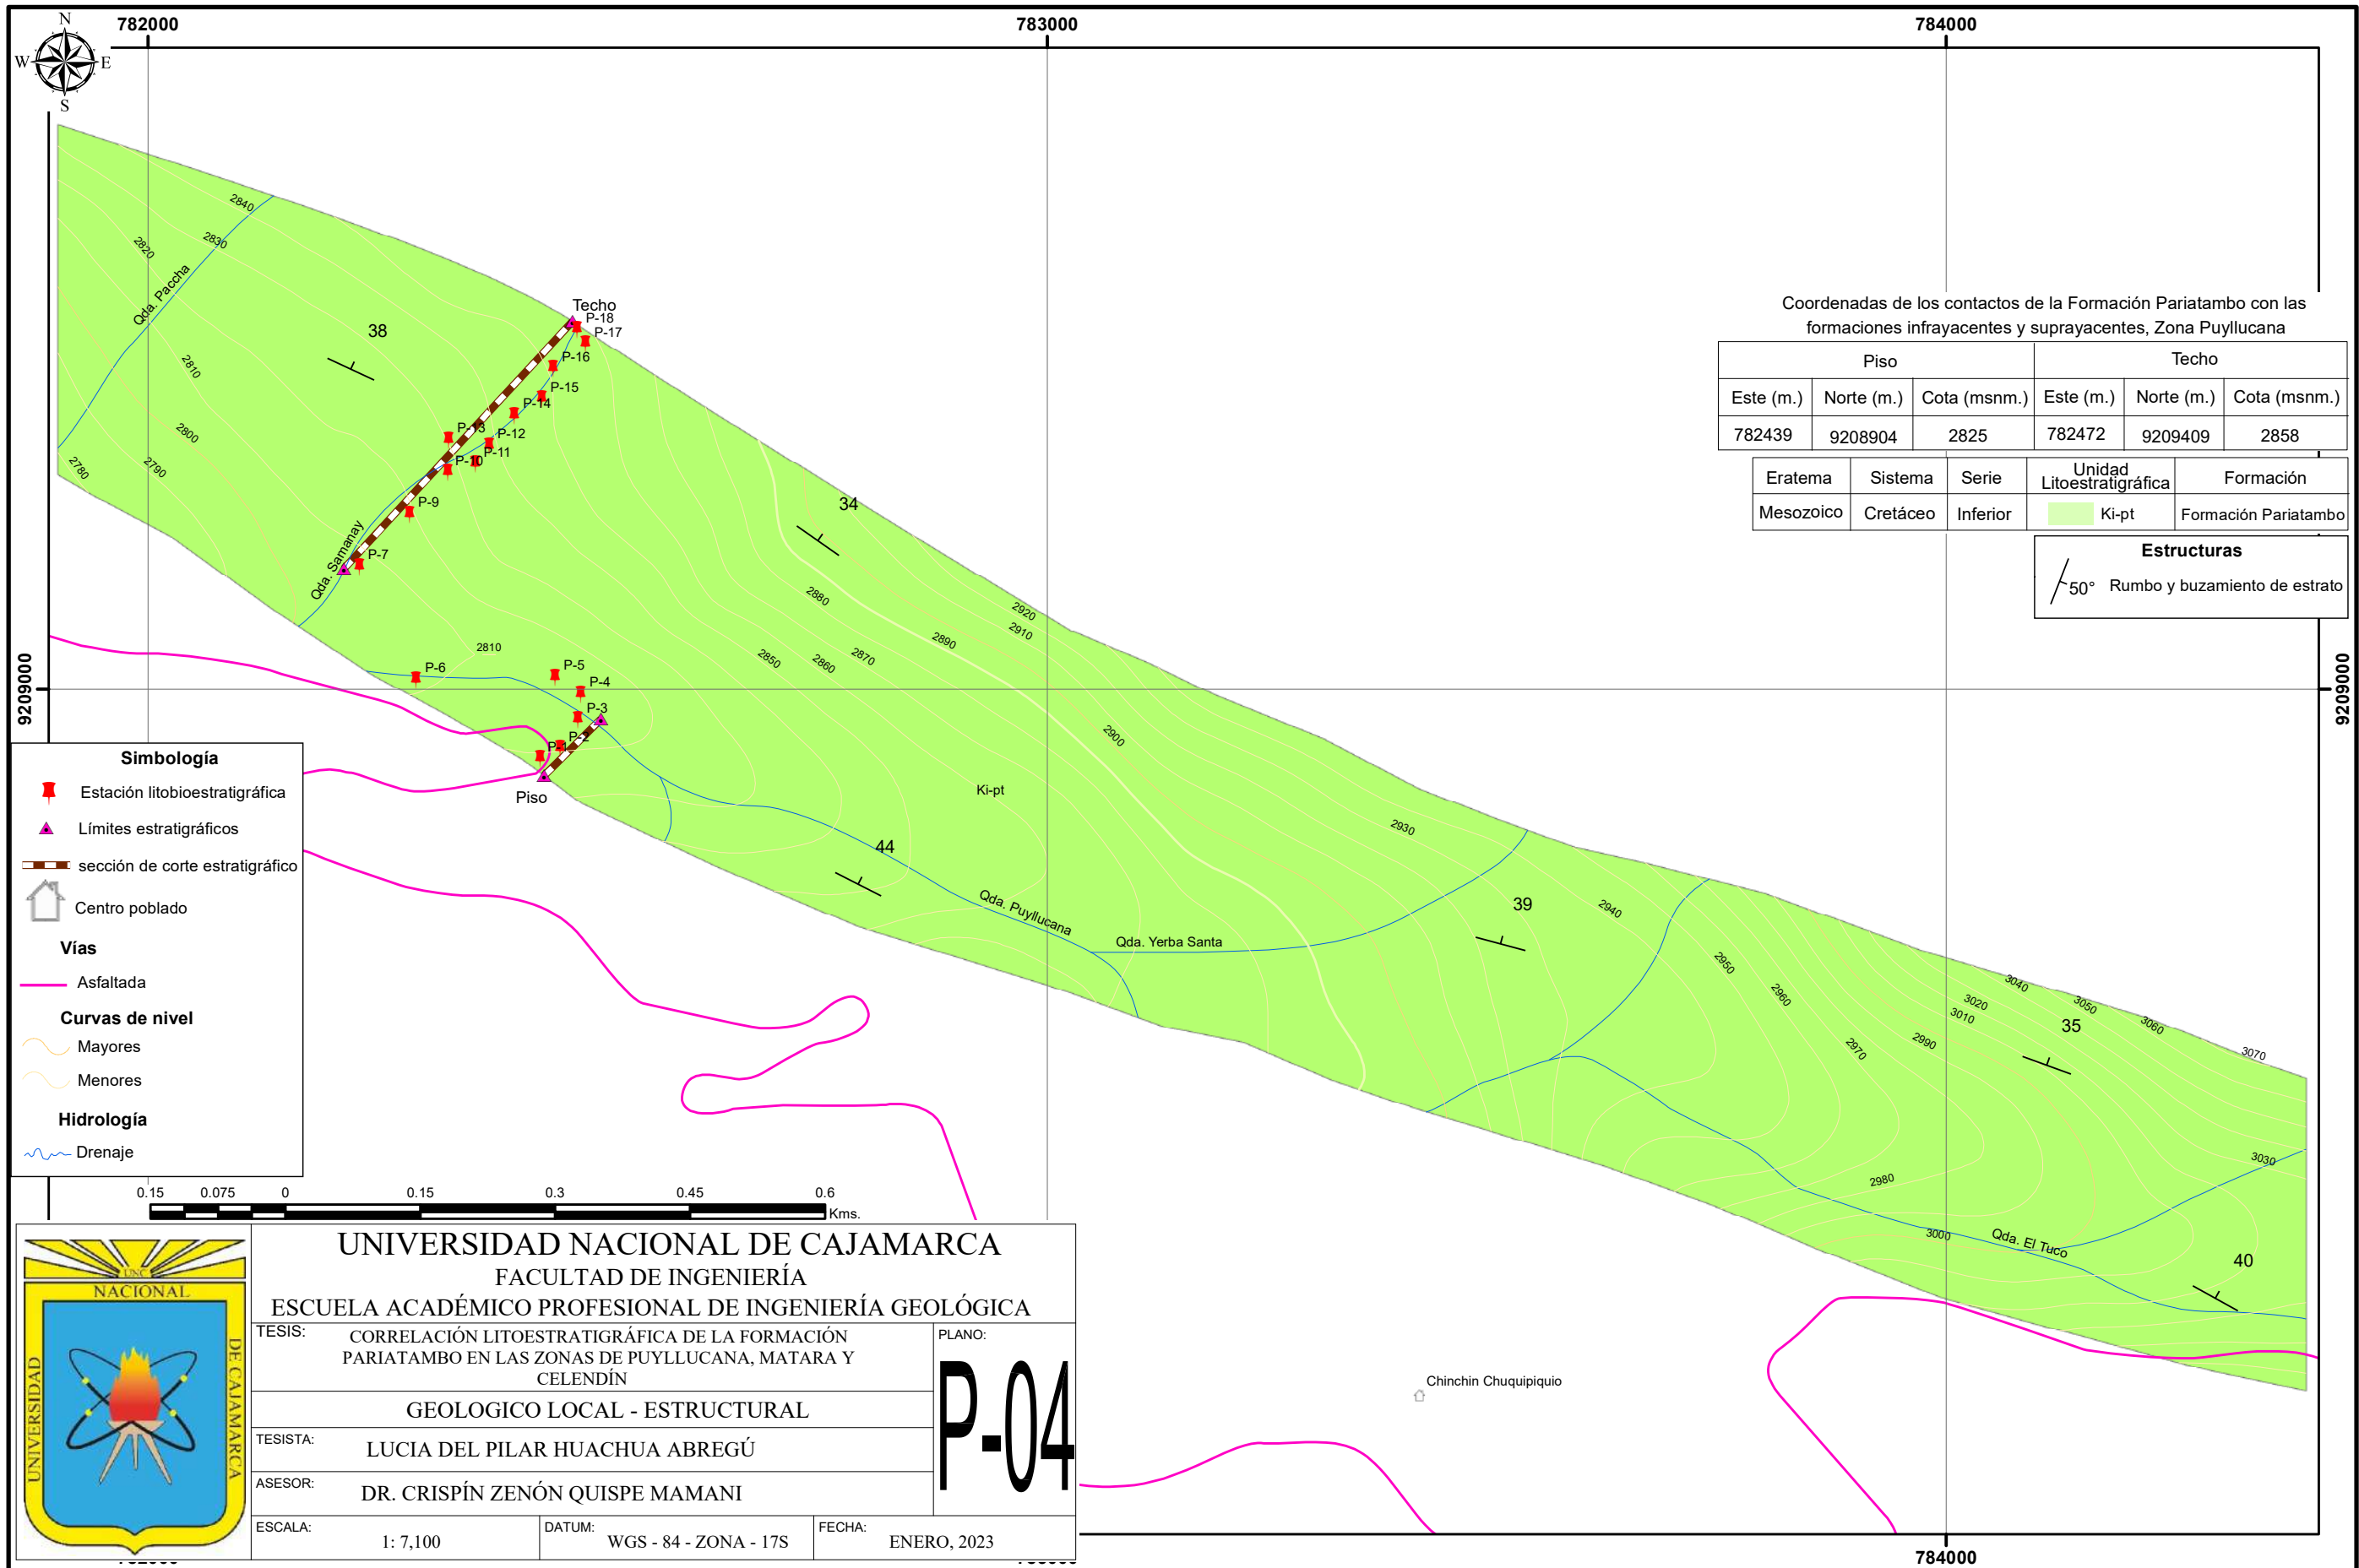 782000
783000
784000
N
W
E
S
2840
2830
2820
Qda. Paccha
2810
2800
2790
2780
38
Techo
P-18
P-17
P-16
P-15
P-14
P-13
P-12
P-11
P-10
P-9
P-7
Qda. Samanay
Coordenadas de los contactos de la Formación Pariatambo con las
formaciones infrayacentes y suprayacentes, Zona Puyllucana
Piso Techo
Este (m.) Norte (m.) Cota (msnm.) Este (m.) Norte (m.) Cota (msnm.)
782439 9208904 2825 782472 9209409 2858
Eratema Sistema Serie Unidad Litoestratigráfica Formación
Mesozoico Cretáceo Inferior Ki-pt Formación Pariatambo
Estructuras
50° Rumbo y buzamiento de estrato
34
2880
2920
2910
2890
2870
2860
2850
2810
P-6
P-5
P-4
P-3
P-2
P-1
Piso
9209000
9209000
2900
Ki-pt
2930
44
Qda. Puyllucana
Qda. Yerba Santa
39
2940
2950
2960
2970
2990
3010
3020
3040
3050
3060
3070
35
3030
2980
3000
Qda. El Tuco
40
Chinchin Chuquipiquio
Simbología
Estación litobioestratigráfica
Límites estratigráficos
sección de corte estratigráfico
Centro poblado
Vías
Asfaltada
Curvas de nivel
Mayores
Menores
Hidrología
Drenaje
0.15 0.075 0 0.15 0.3 0.45 0.6
Kms.
UNC
NACIONAL
UNIVERSIDAD
DE CAJAMARCA
UNIVERSIDAD NACIONAL DE CAJAMARCA
FACULTAD DE INGENIERÍA
ESCUELA ACADÉMICO PROFESIONAL DE INGENIERÍA GEOLÓGICA
TESIS: CORRELACIÓN LITOESTRATIGRÁFICA DE LA FORMACIÓN
PARIATAMBO EN LAS ZONAS DE PUYLLUCANA, MATARA Y
CELENDÍN
PLANO:
P-04
GEOLOGICO LOCAL - ESTRUCTURAL
TESISTA: LUCIA DEL PILAR HUACHUA ABREGÚ
ASESOR: DR. CRISPÍN ZENÓN QUISPE MAMANI
ESCALA: 1: 7,100
DATUM: WGS - 84 - ZONA - 17S
FECHA: ENERO, 2023
784000